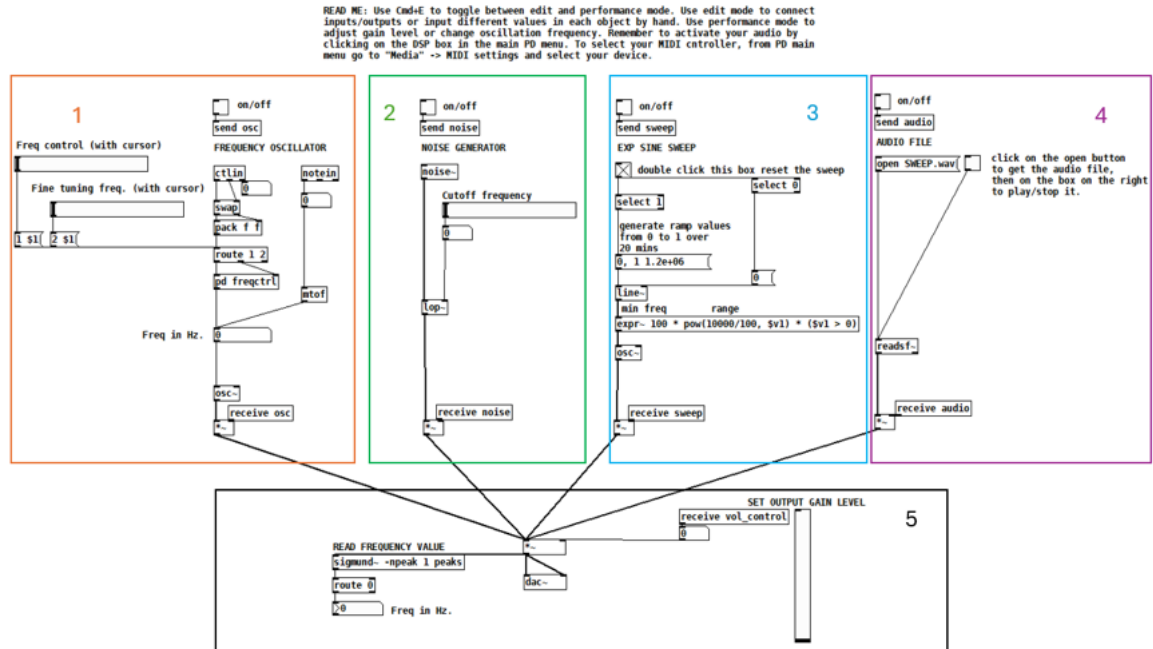 READ ME: Use Cmd+E to toggle between edit and performance mode. Use edit mode to connect
inputs/outputs or input different values in each object by hand. Use performance mode to
adjust gain level or change oscillation frequency. Remember to activate your audio by
clicking on the DSP box in the main PD menu. To select your MIDI cntroller, from PD main
menu go to "Media" -> MIDI settings and select your device.
1
on/off
send osc
Freq control (with cursor)
FREQUENCY OSCILLATOR
ctlin
notein
0
Fine tuning freq. (with cursor)
0
swap
pack f f
1 $1
2 $1
route 1 2
pd freqctrl
mtof
Freq in Hz.
0
osc~
receive osc
*~
2
on/off
send noise
NOISE GENERATOR
noise~
Cutoff frequency
0
lop~
receive noise
*~
3
on/off
send sweep
EXP SINE SWEEP
double click this box reset the sweep
select 0
select 1
generate ramp values
from 0 to 1 over
20 mins
0, 1 1.2e+06
0
line~
min freq
range
expr~ 100 * pow(10000/100, $v1) * ($v1 > 0)
osc~
receive sweep
*~
4
on/off
send audio
AUDIO FILE
open SWEEP.wav
click on the open button
to get the audio file,
then on the box on the right
to play/stop it.
readsf~
receive audio
*~
5
SET OUTPUT GAIN LEVEL
receive vol_control
0
*~
READ FREQUENCY VALUE
sigmund~ -npeak 1 peaks
dac~
route 0
>0
Freq in Hz.